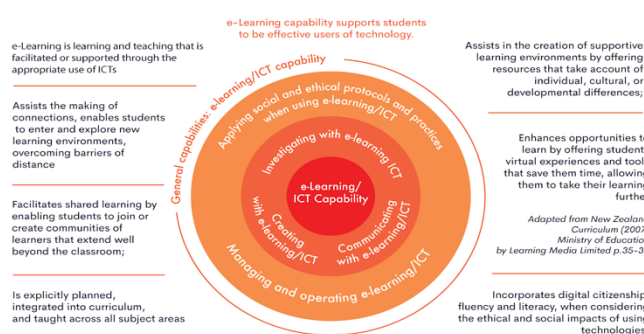 e-Learning capability supports students
to be effective users of technology.
e-Learning is learning and teaching that is
facilitated or supported through the
appropriate use of ICTs
Assists the making of
connections, enables students
to enter and explore new
learning environments,
overcoming barriers of
distance
Facilitates shared learning by
enabling students to join or
create communities of
learners that extend well
beyond the classroom;
Is explicitly planned,
integrated into curriculum,
and taught across all subject areas
General capabilities: e-learning/ICT capability
Applying social and ethical protocols and practices
when using e-learning/ICT
Investigating with e-learning ICT
e-Learning/
ICT Capability
Creating
with e-learning/ICT
Communicating
with e-learning/ICT
Managing and operating e-learning/ICT
Assists in the creation of supportive
learning environments by offering
resources that take account of
individual, cultural, or
developmental differences;
Enhances opportunities to
learn by offering student
virtual experiences and tool
that save them time, allowing
them to take their learning
furthe
Adapted from New Zealan
Curriculum (2007
Ministry of Educatio
by Learning Media Limited p.35-3
Incorporates digital citizenship
fluency and literacy, when considering
the ethical and social impacts of using
technologies